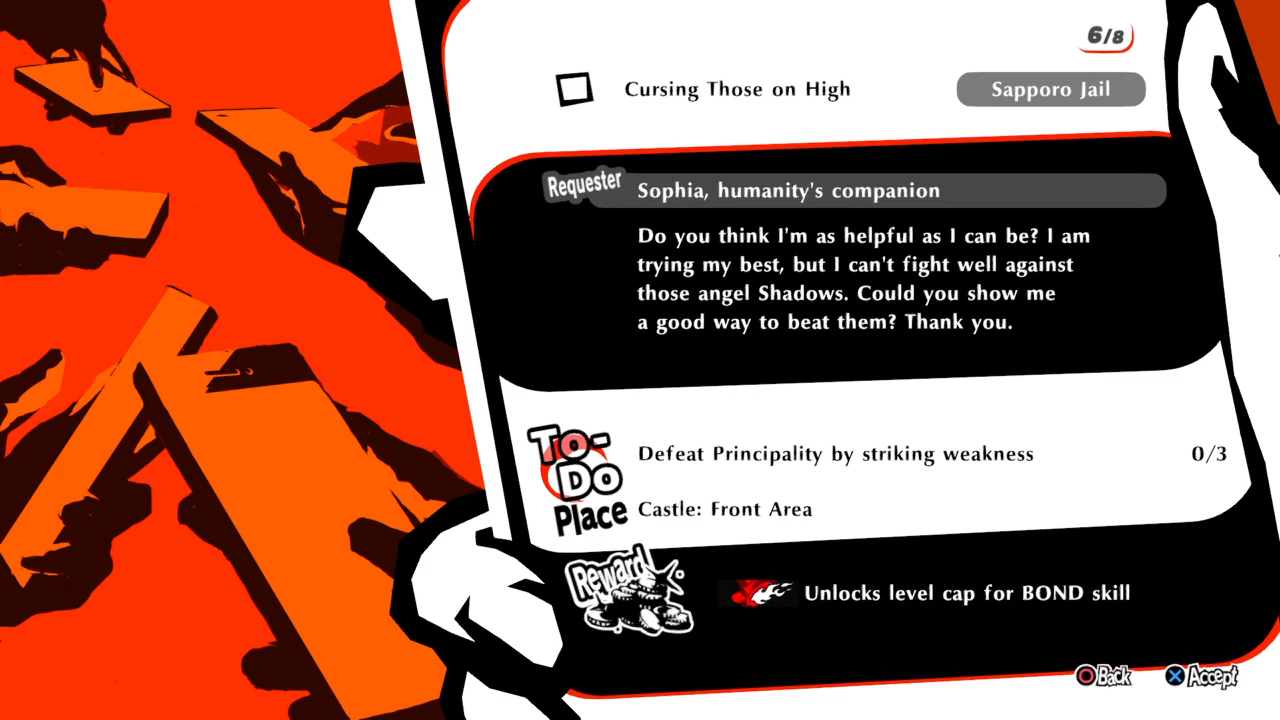 6/8
Cursing Those on High
Sapporo Jail
Requester
Sophia, humanity's companion
Do you think I'm as helpful as I can be? I am
trying my best, but I can't fight well against
those angel Shadows. Could you show me
a good way to beat them? Thank you.
To-
Do
Defeat Principality by striking weakness
0/3
Place
Castle: Front Area
Reward
Unlocks level cap for BOND skill
Back
Accept